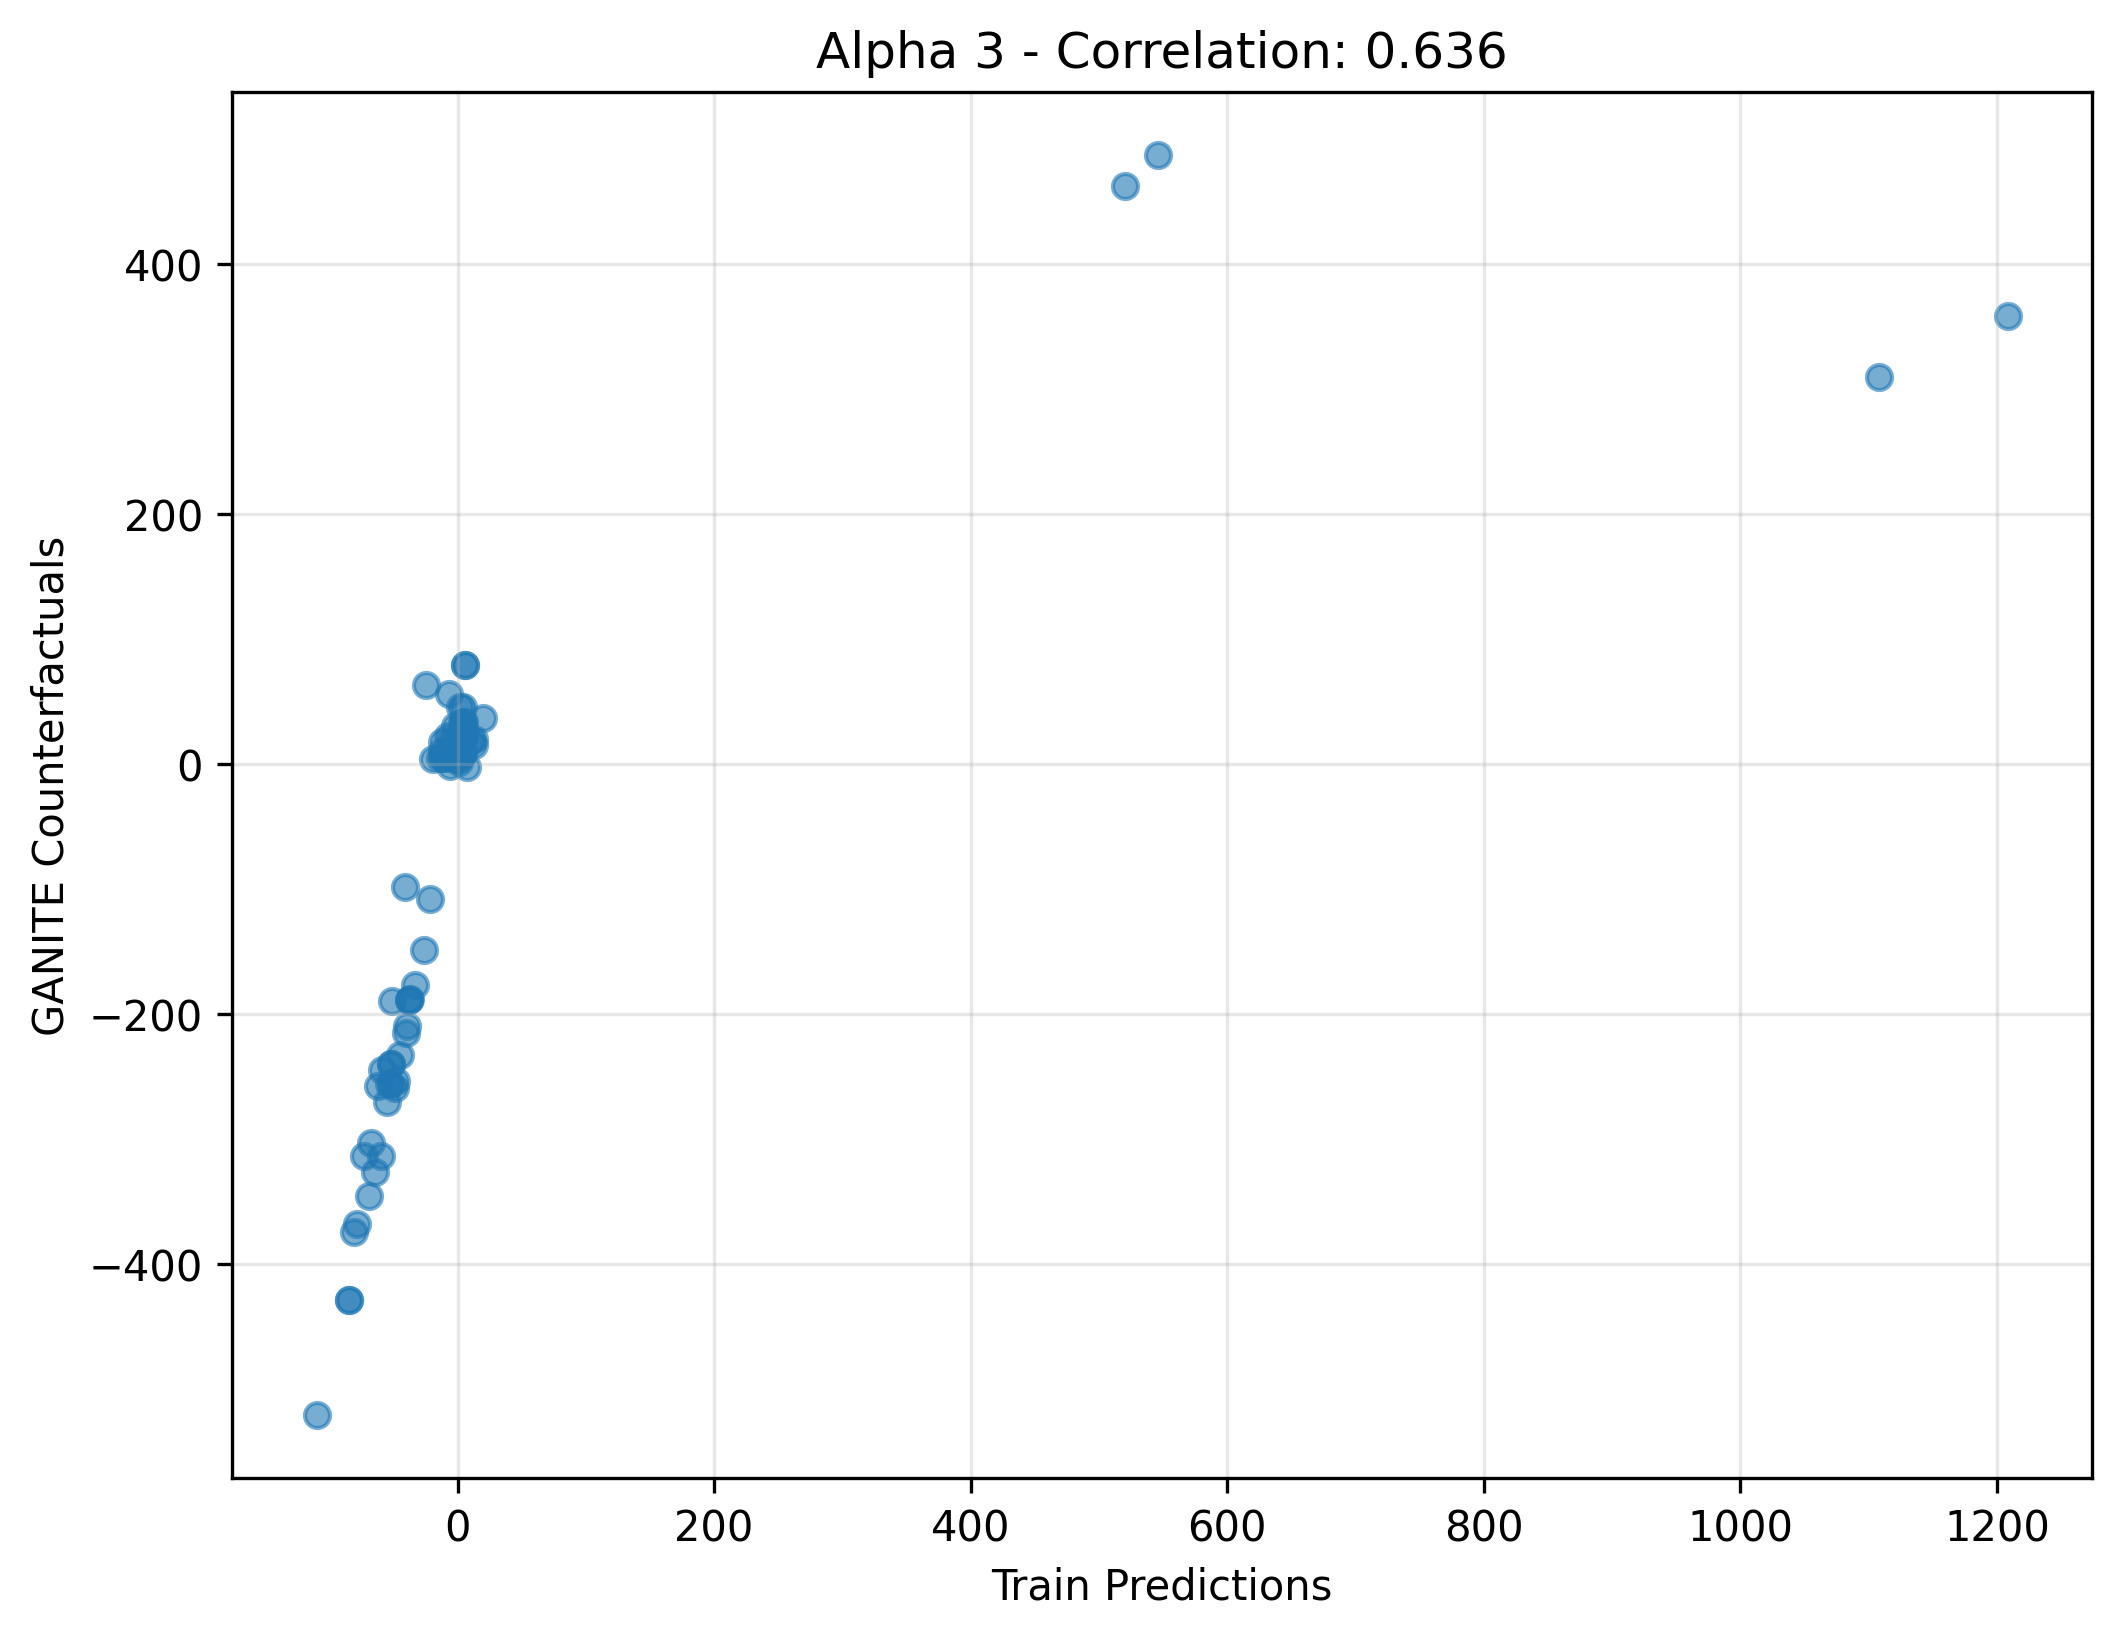 Alpha 3 - Correlation: 0.636
GANITE Counterfactuals
400
200
0
−200
−400
0 200 400 600 800 1000 1200
Train Predictions